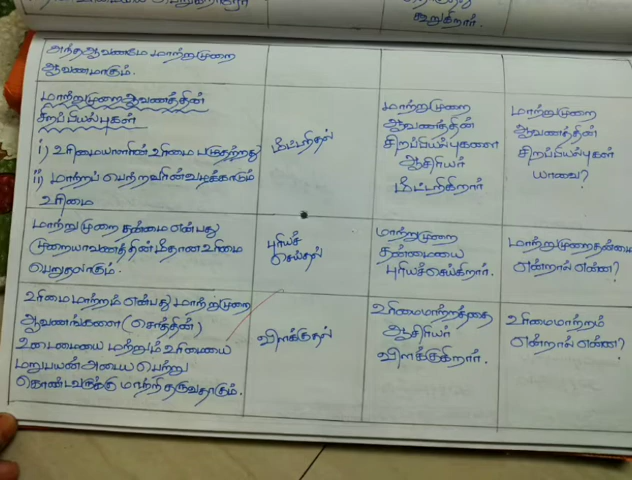 கூறுகிறார்.
அந்த ஆவணமே மாற்றுமுறை
ஆவணமாகும்.
மாற்றுமுறை ஆவணத்தின்
சிறப்பியல்புகள்
i) உரிமையாளரின் உரிமை
ii) மாற்றப் பெற்றவரின் வழக்காடும்
உரிமை
மீட்டறிதல்
மாற்றுமுறை
ஆவணத்தின்
சிறப்பியல்புகளை
ஆசிரியர்
மீட்டறிகிறார்
மாற்றுமுறை
ஆவணத்தின்
சிறப்பியல்புகள்
யாவை?
மாற்றுமுறை தன்மை என்பது
முறையாவணத்தின் மீதான உரிமை
பெறுதலாகும்.
புரியச்
செய்தல்
மாற்றுமுறை
தன்மையை
புரியச்செய்கிறார்.
மாற்றுமுறை தன்மை
என்றால் என்ன?
உரிமை மாற்றம் என்பது மாற்றுமுறை
ஆவணங்களை (சொத்தின்)
உடைமையை மற்றும் உரிமையை
மறுபயன் அதைய பெற்று
கொண்டவருக்கு மாற்றி தருவதாகும்.
விளக்குதல்
உரிமைமாற்றத்தை
ஆசிரியர்
விளக்குகிறார்.
உரிமைமாற்றம்
என்றால் என்ன?